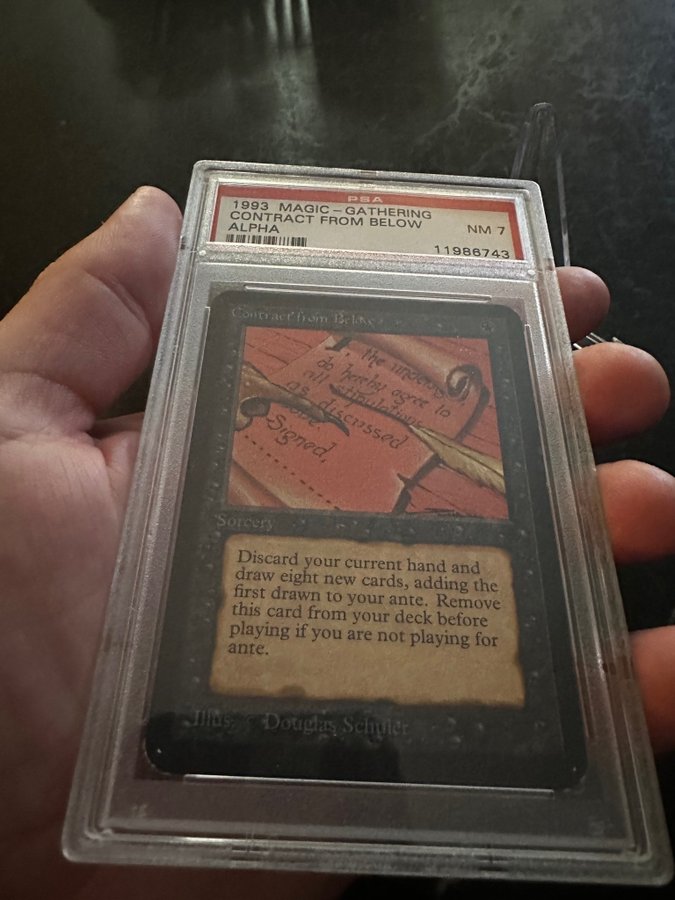 PSA
1993 MAGIC-GATHERING
CONTRACT FROM BELOW
NM 7
ALPHA
11986743
Contract from Below
I, the undersigned
do hereby agree to
all stipulations
as discussed
Signed,
Sorcery
Discard your current hand and
draw eight new cards, adding the
first drawn to your ante. Remove
this card from your deck before
playing if you are not playing for
ante.
Illus. © Douglas Schuler